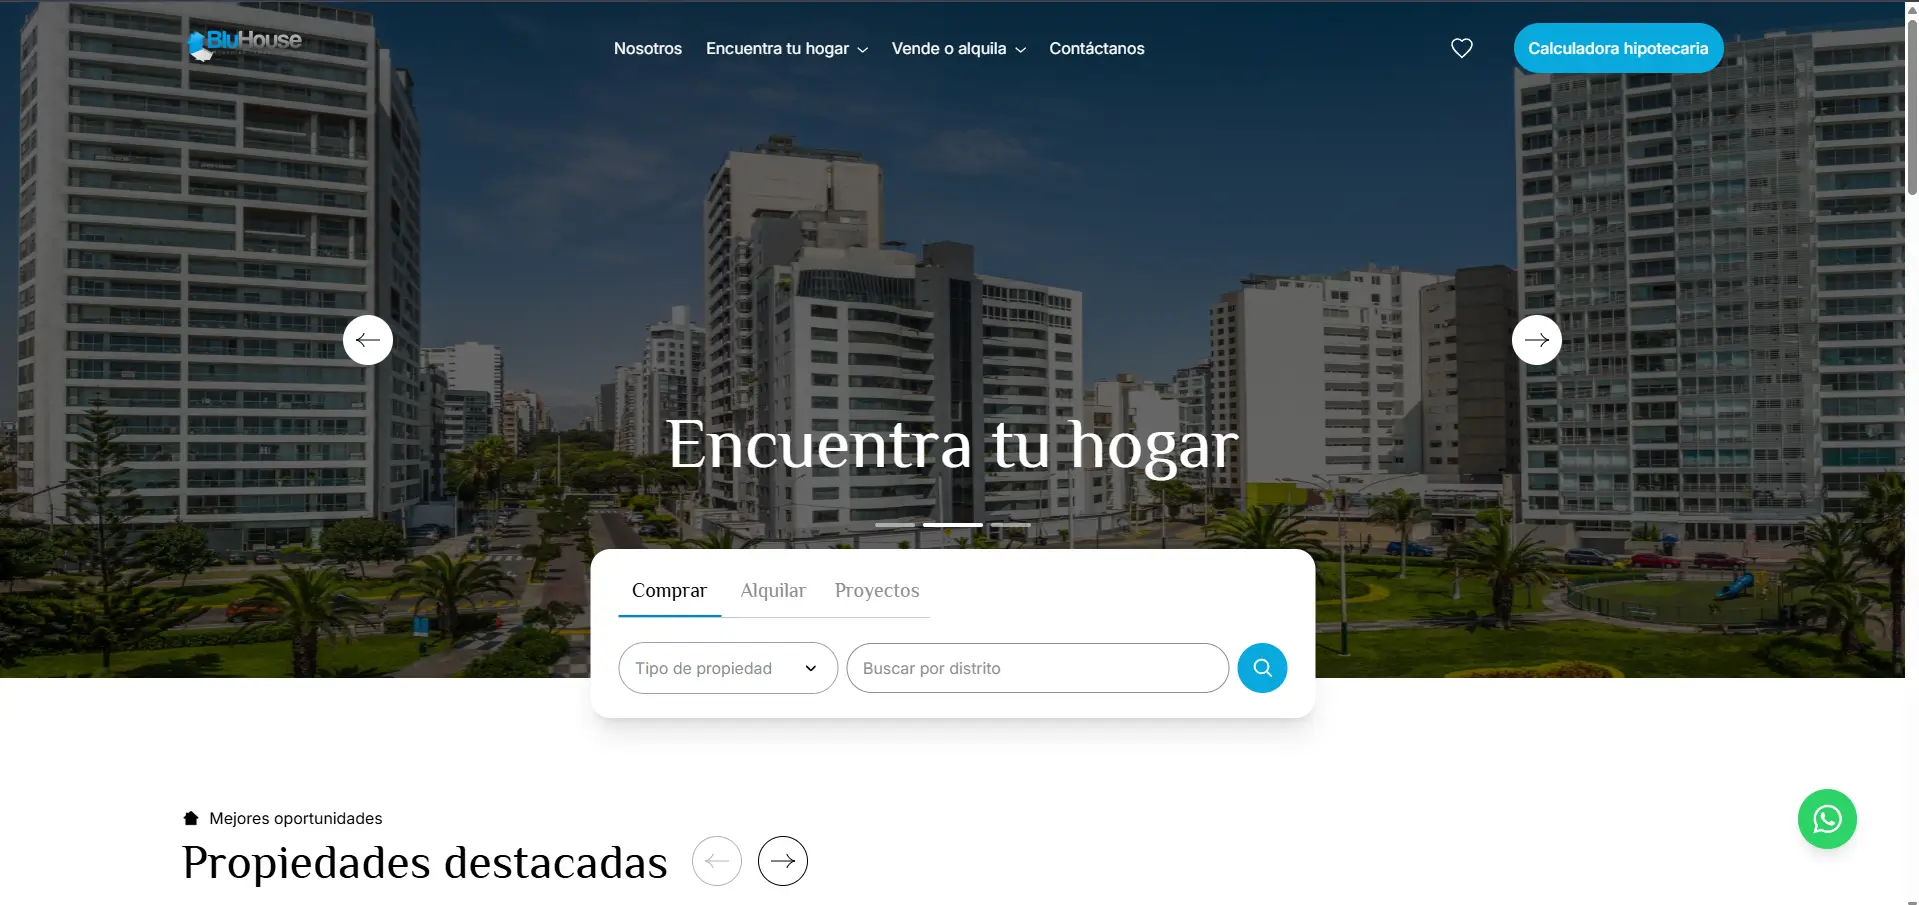 BluHouse
Nosotros
Encuentra tu hogar
Vende o alquila
Contáctanos
Calculadora hipotecaria
Encuentra tu hogar
Comprar
Alquilar
Proyectos
Tipo de propiedad
Buscar por distrito
Mejores oportunidades
Propiedades destacadas